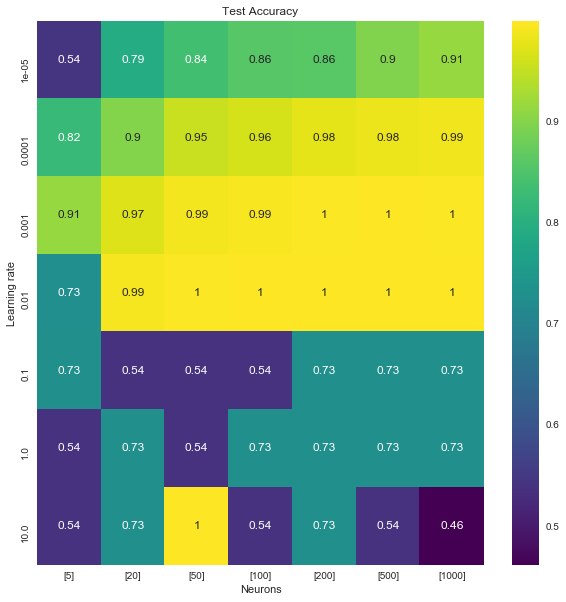 Test Accuracy
1e-05 0.54 0.79 0.84 0.86 0.86 0.9 0.91
0.0001 0.82 0.9 0.95 0.96 0.98 0.98 0.99
0.001 0.91 0.97 0.99 0.99 1 1 1
0.01 0.73 0.99 1 1 1 1 1
0.1 0.73 0.54 0.54 0.54 0.73 0.73 0.73
1.0 0.54 0.73 0.54 0.73 0.73 0.73 0.73
10.0 0.54 0.73 1 0.54 0.73 0.54 0.46
[5] [20] [50] [100] [200] [500] [1000]
Neurons
Learning rate
0.9
0.8
0.7
0.6
0.5